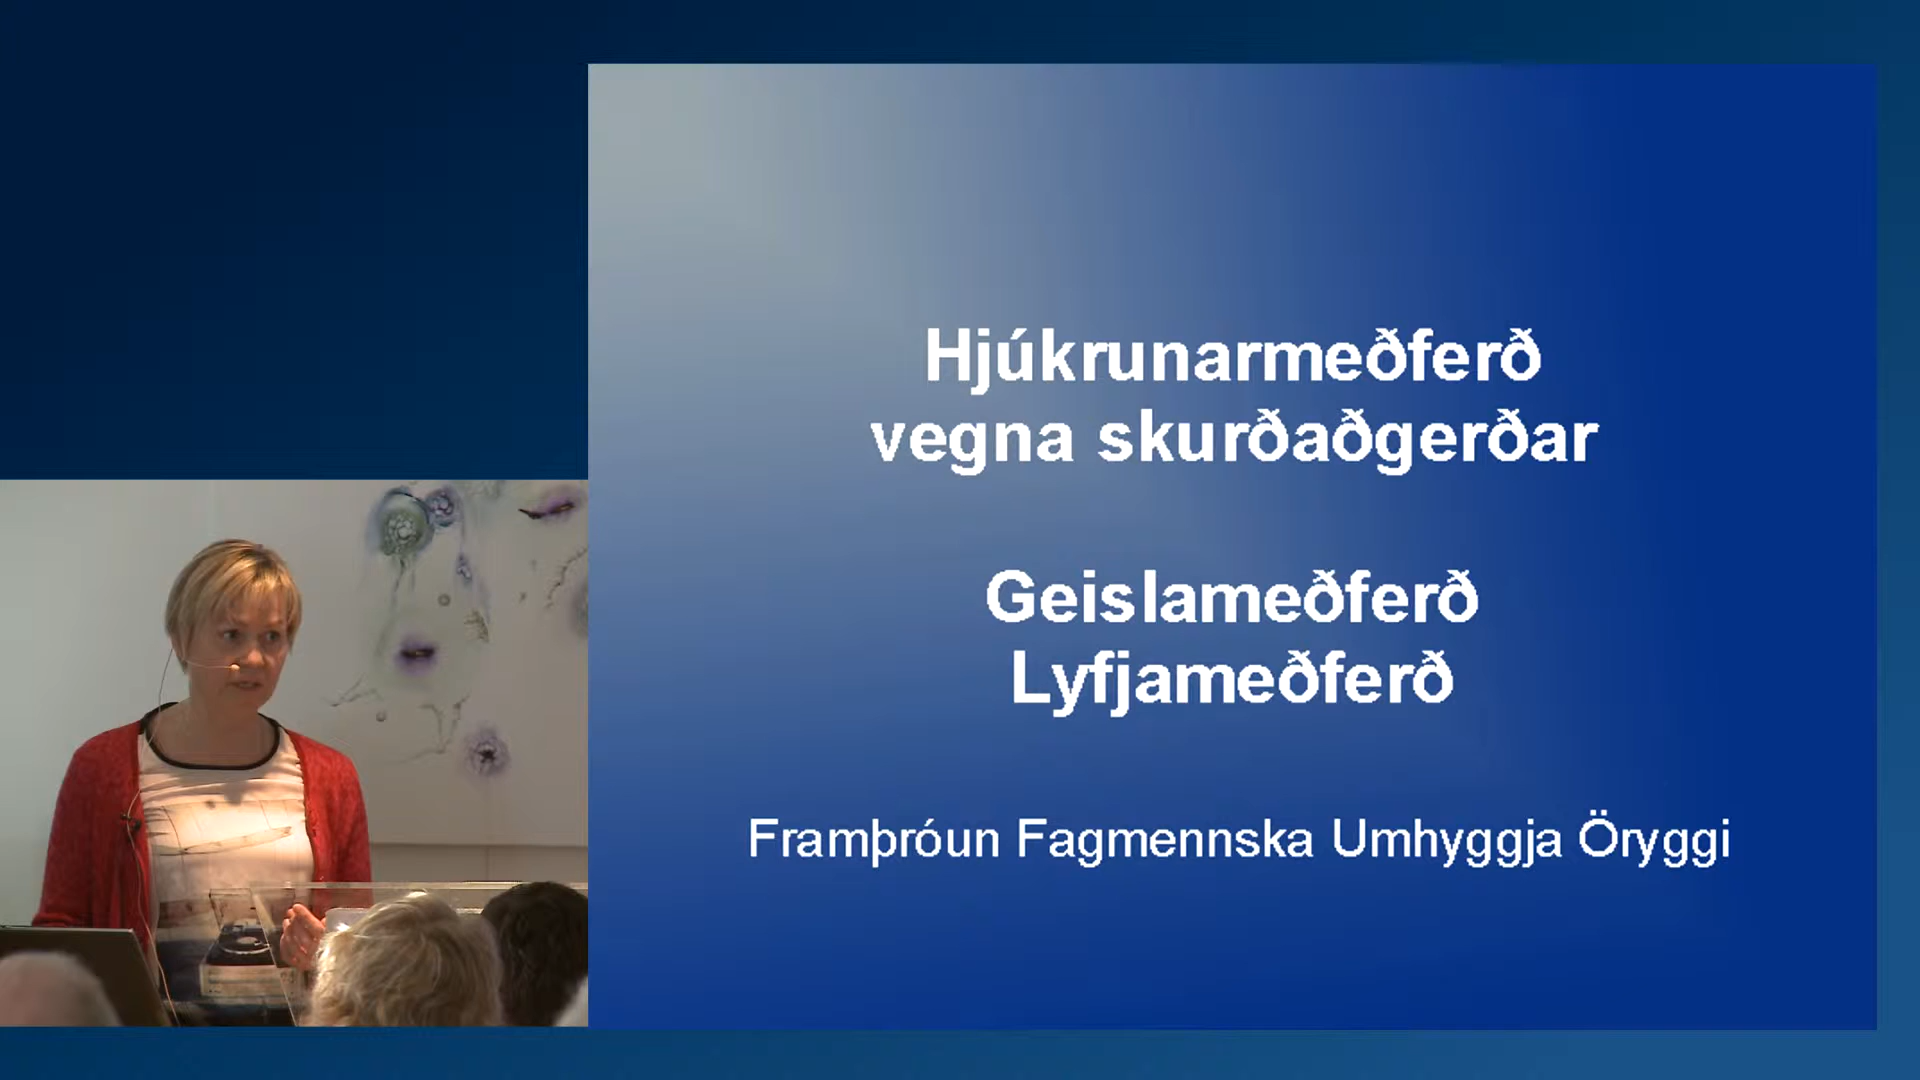 Hjúkrunarmeðferð
vegna skurðaðgerðar
Geislameðferð
Lyfjameðferð
Framþróun Fagmennska Umhyggja Öryggi